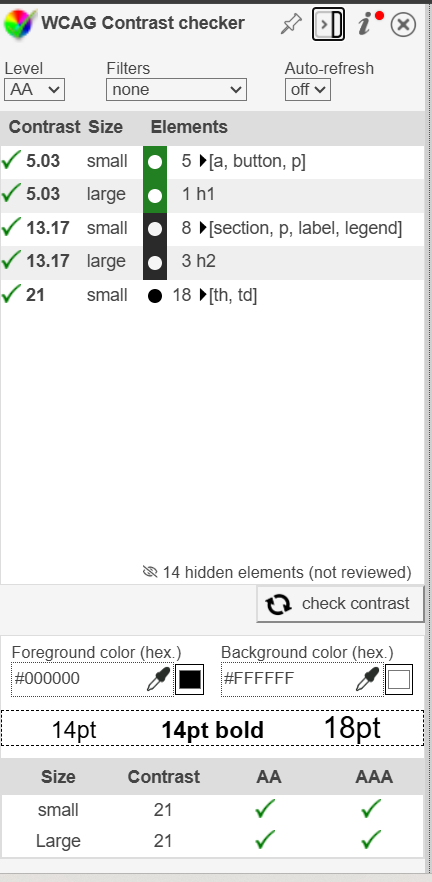 WCAG Contrast checker
Level Filters Auto-refresh
AA none off
Contrast Size Elements
5.03 small 5 [a, button, p]
5.03 large 1 h1
13.17 small 8 [section, p, label, legend]
13.17 large 3 h2
21 small 18 [th, td]
14 hidden elements (not reviewed)
check contrast
Foreground color (hex.) Background color (hex.)
#000000 #FFFFFF
14pt 14pt bold 18pt
Size Contrast AA AAA
small 21
Large 21